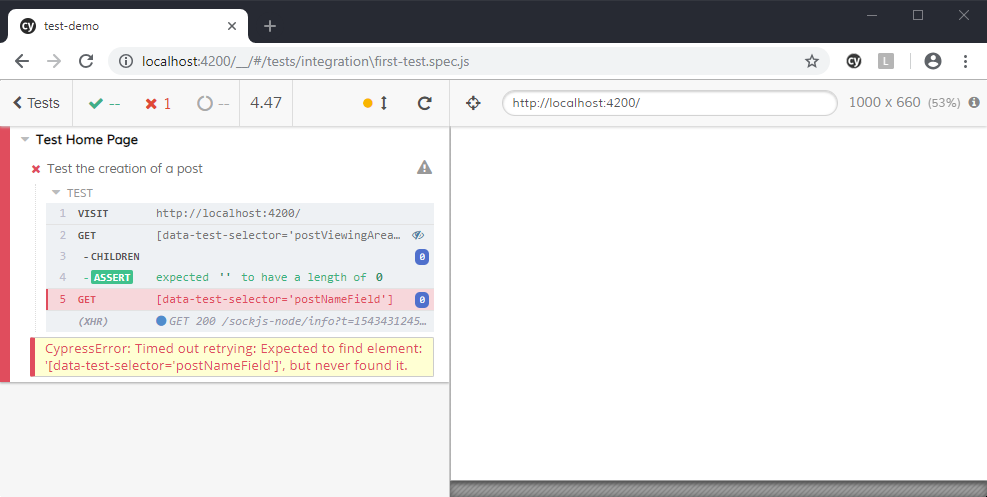 cy test-demo
localhost:4200/__/#/tests/integration\first-test.spec.js
cy L
Tests -- 1 -- 4.47
http://localhost:4200/ 1000 x 660 (53%)
Test Home Page
Test the creation of a post
TEST
1 VISIT http://localhost:4200/
2 GET [data-test-selector='postViewingArea…
3 -CHILDREN 0
4 -ASSERT expected '' to have a length of 0
5 GET [data-test-selector='postNameField'] 0
(XHR) GET 200 /sockjs-node/info?t=1543431245…
CypressError: Timed out retrying: Expected to find element:
'[data-test-selector='postNameField']', but never found it.